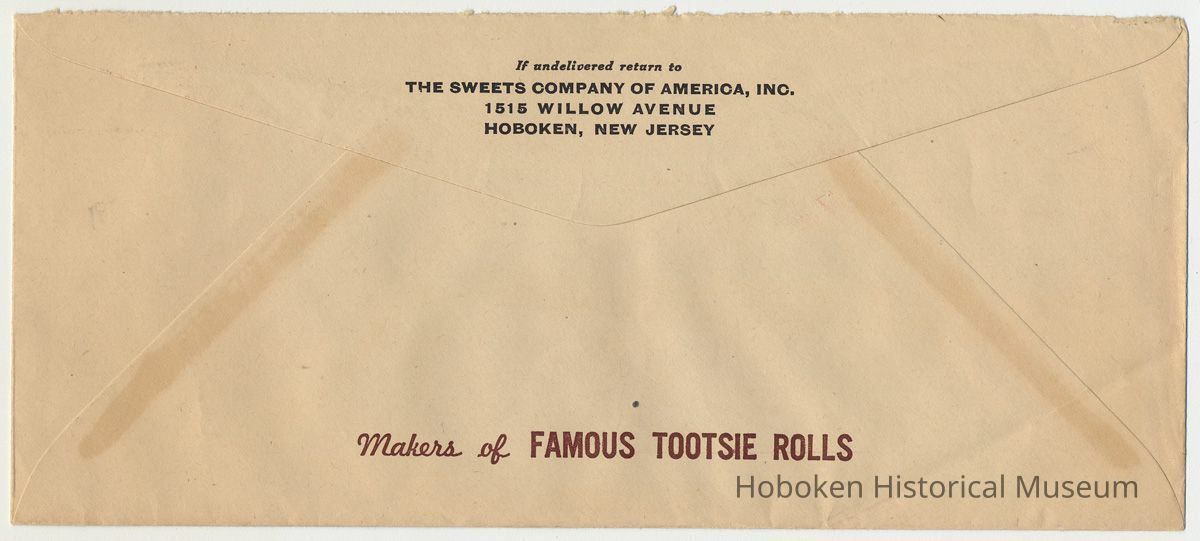 If undelivered return to
THE SWEETS COMPANY OF AMERICA, INC.
1515 WILLOW AVENUE
HOBOKEN, NEW JERSEY
Makers of FAMOUS TOOTSIE ROLLS
Hoboken Historical Museum